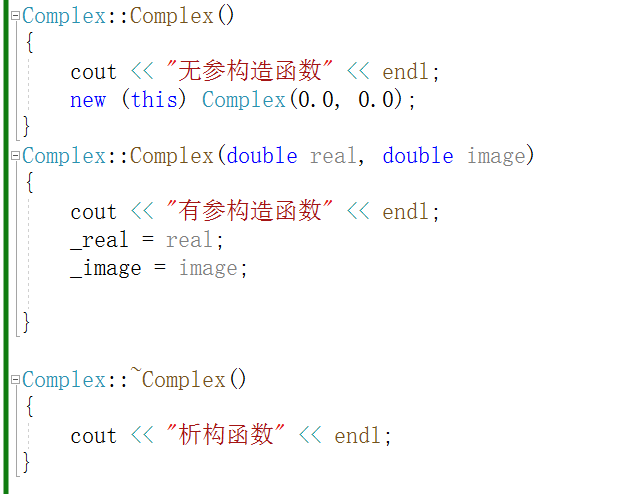 Complex::Complex()
{
cout << "无参构造函数" << endl;
new (this) Complex(0.0, 0.0);
}
Complex::Complex(double real, double image)
{
cout << "有参构造函数" << endl;
_real = real;
_image = image;
}
Complex::~Complex()
{
cout << "析构函数" << endl;
}